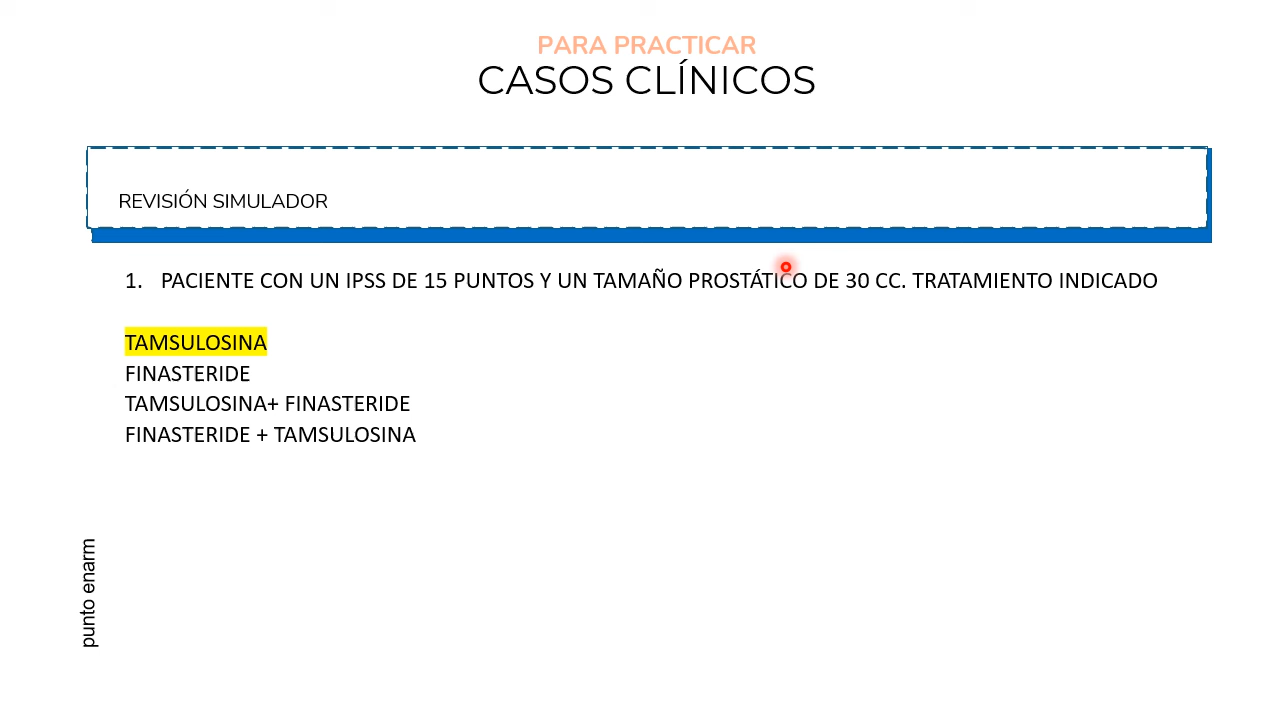 PARA PRACTICAR
CASOS CLÍNICOS
REVISIÓN SIMULADOR
1. PACIENTE CON UN IPSS DE 15 PUNTOS Y UN TAMAÑO PROSTÁTICO DE 30 CC. TRATAMIENTO INDICADO
TAMSULOSINA
FINASTERIDE
TAMSULOSINA+ FINASTERIDE
FINASTERIDE + TAMSULOSINA
punto enarm